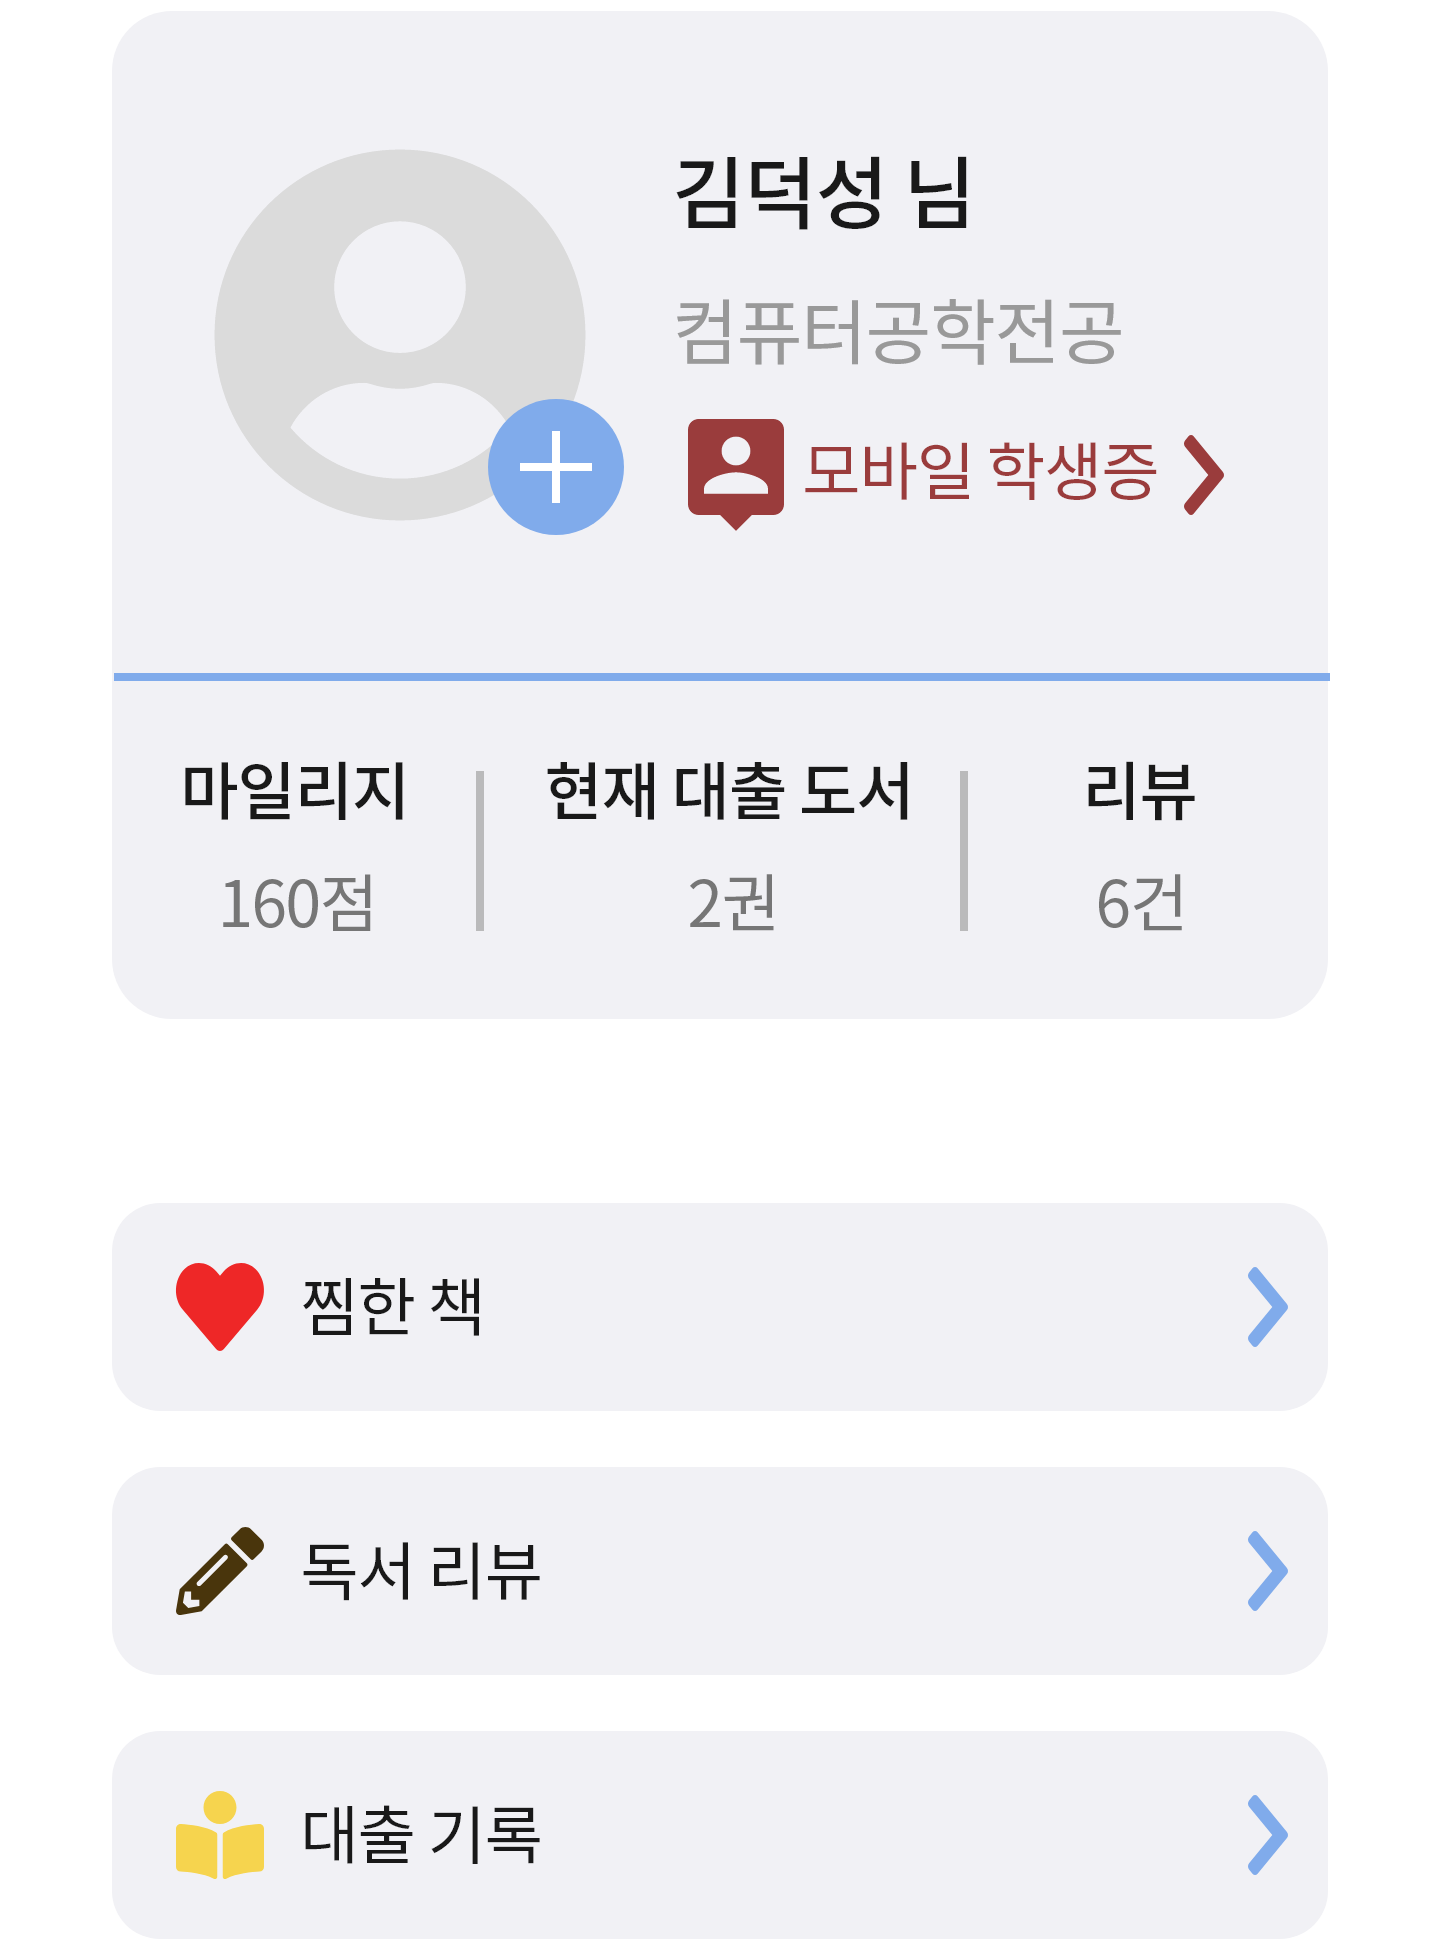 김덕성 님
컴퓨터공학전공
모바일 학생증
마일리지 현재 대출 도서 리뷰
160점 2권 6건
찜한 책
독서 리뷰
대출 기록